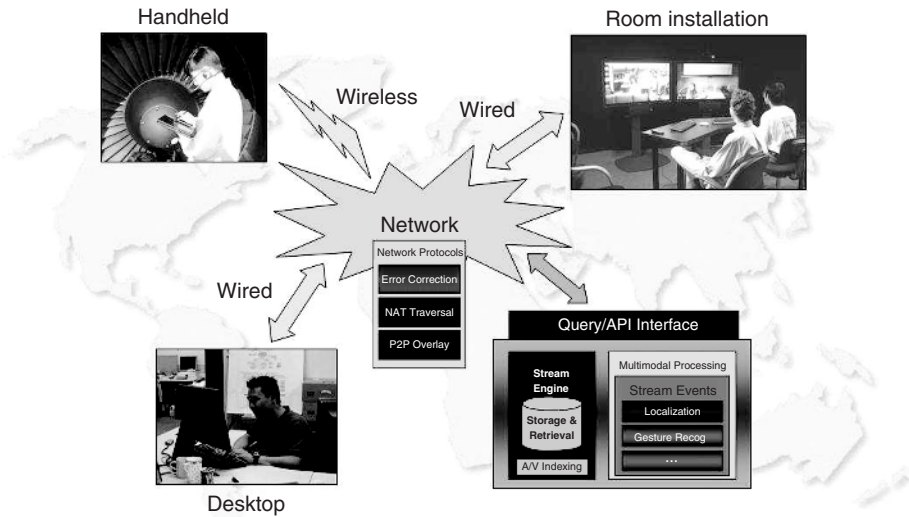 Handheld
Room installation
Wireless
Wired
Network
Network Protocols
Error Correction
NAT Traversal
P2P Overlay
Wired
Query/API Interface
Stream
Engine
Storage &
Retrieval
A/V Indexing
Multimodal Processing
Stream Events
Localization
Gesture Recog
...
Desktop